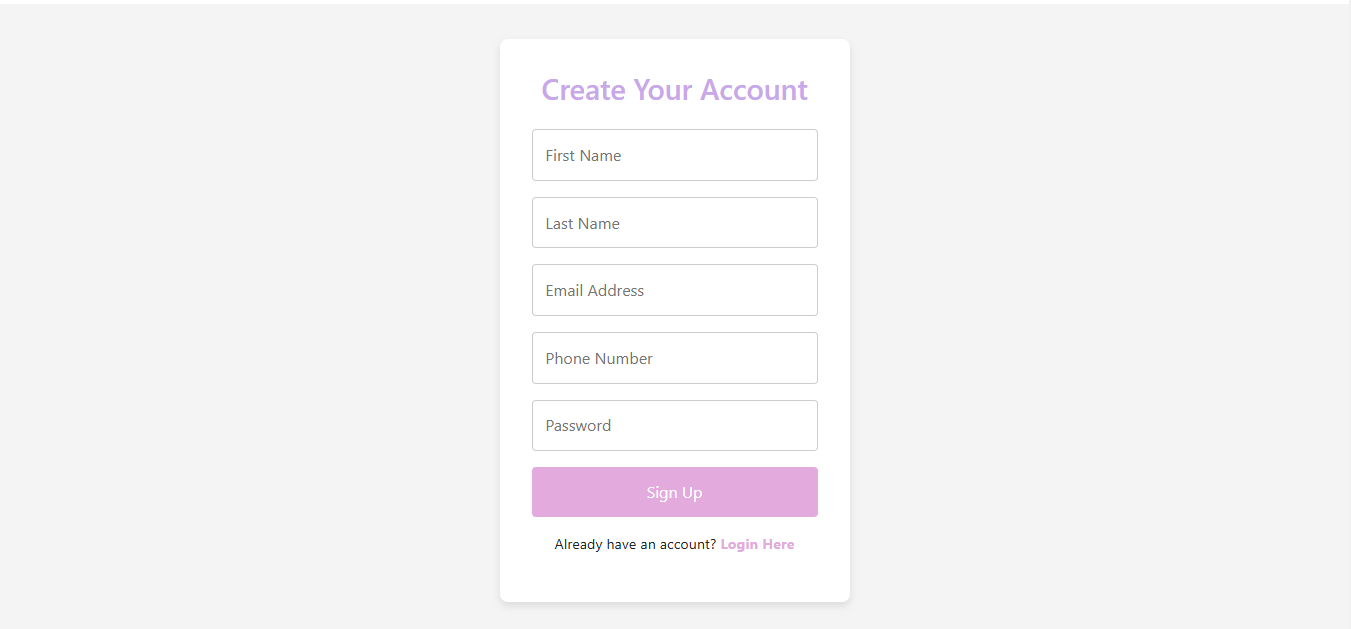 Create Your Account
First Name
Last Name
Email Address
Phone Number
Password
Sign Up
Already have an account? Login Here